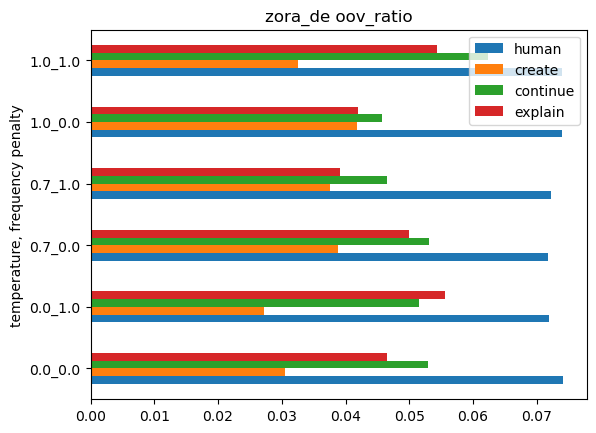 zora_de oov_ratio
human
create
continue
explain
temperature, frequency penalty
1.0_1.0
1.0_0.0
0.7_1.0
0.7_0.0
0.0_1.0
0.0_0.0
0.00 0.01 0.02 0.03 0.04 0.05 0.06 0.07